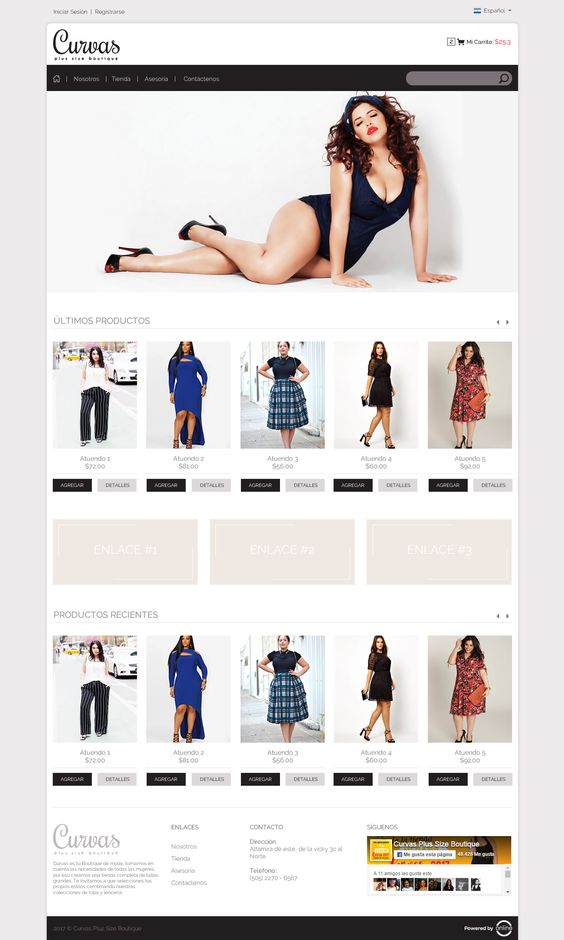 Iniciar Sesión | Registrarse
Español
Curvas
plus size boutique
2 Mi Carrito: $25.3
| Nosotros | Tienda | Asesoría | Contáctenos
ÚLTIMOS PRODUCTOS
Atuendo 1
$72.00
AGREGAR DETALLES
Atuendo 2
$81.00
AGREGAR DETALLES
Atuendo 3
$56.00
AGREGAR DETALLES
Atuendo 4
$60.00
AGREGAR DETALLES
Atuendo 5
$92.00
AGREGAR DETALLES
ENLACE #1
ENLACE #2
ENLACE #3
PRODUCTOS RECIENTES
Atuendo 1
$72.00
AGREGAR DETALLES
Atuendo 2
$81.00
AGREGAR DETALLES
Atuendo 3
$56.00
AGREGAR DETALLES
Atuendo 4
$60.00
AGREGAR DETALLES
Atuendo 5
$92.00
AGREGAR DETALLES
Curvas
plus size boutique
Curvas es tu Boutique de moda, tomamos en
cuenta las necesidades de todas las mujeres,
por eso creamos una tienda completa de tallas
grandes. Te invitamos a que selecciones tus
propios estilos combinando nuestras
colecciones de ropa y lencería.
ENLACES
Nosotros
Tienda
Asesoría
Contáctenos
CONTACTO
Dirección:
Altamira de este, de la vicky 3c al
Norte.
Teléfono:
(505) 2270 - 6567
SÍGUENOS
Curvas Plus Size Boutique
Me gusta esta página
48.426 Me gusta
A 11 amigos les gusta este
2017 © Curvas Plus Size Boutique
Powered by online